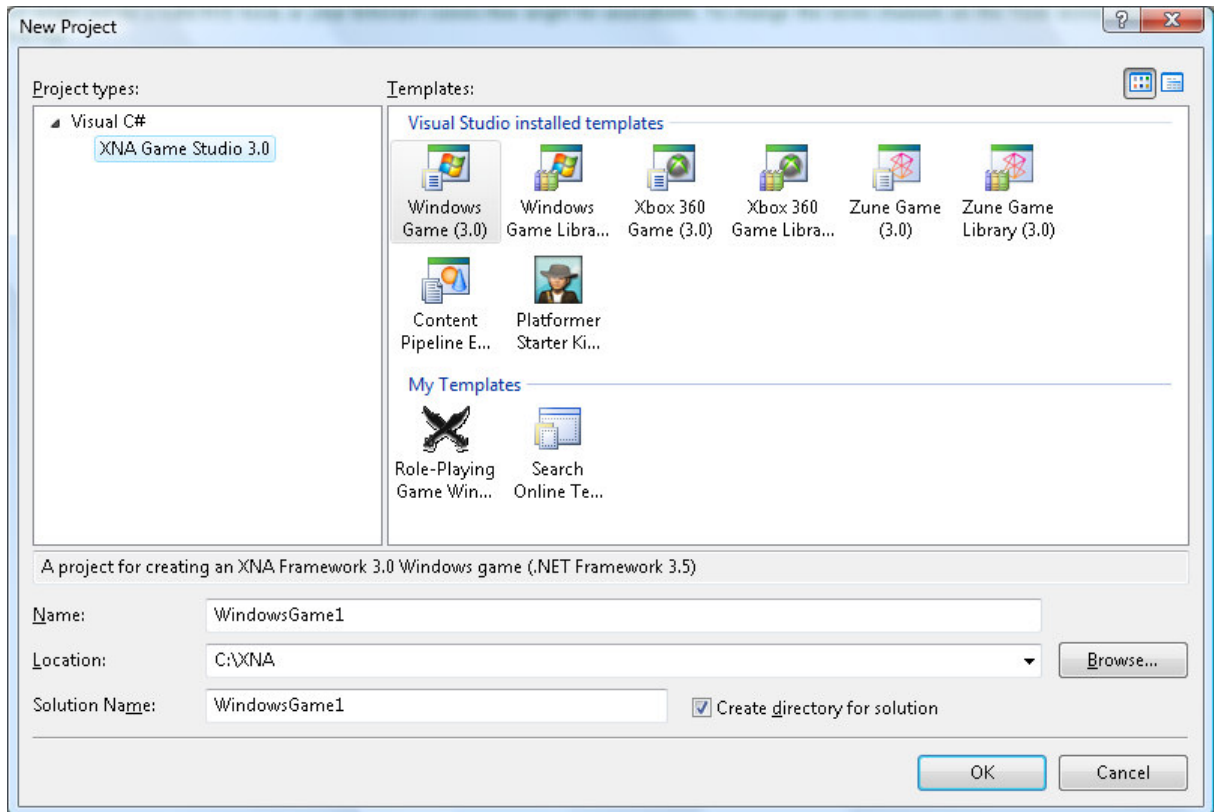 New Project
Project types:
Templates:
Visual C#
XNA Game Studio 3.0
Visual Studio installed templates
Windows
Game (3.0)
Windows
Game Libra...
Xbox 360
Game (3.0)
Xbox 360
Game Libra...
Zune Game
(3.0)
Zune Game
Library (3.0)
Content
Pipeline E...
Platformer
Starter Ki...
My Templates
Role-Playing
Game Win...
Search
Online Te...
A project for creating an XNA Framework 3.0 Windows game (.NET Framework 3.5)
Name:
WindowsGame1
Location:
C:\XNA
Browse...
Solution Name:
WindowsGame1
Create directory for solution
OK
Cancel